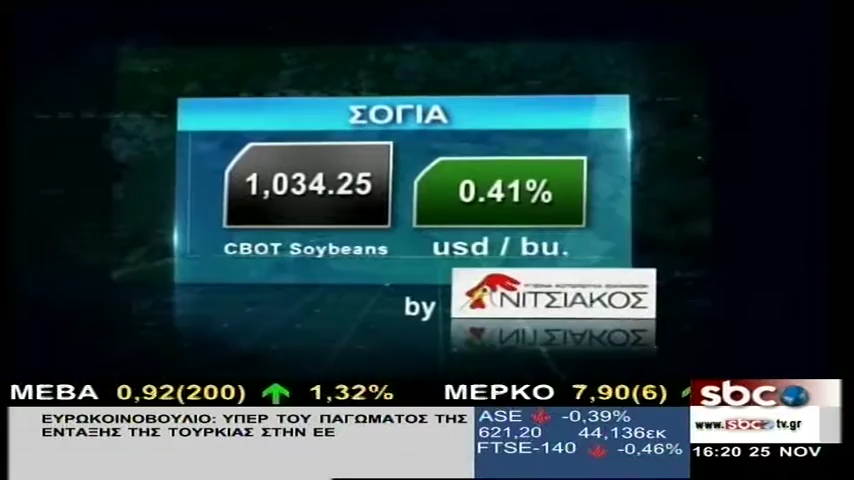 ΣΟΓΙΑ
1,034.25
0.41%
CBOT Soybeans
usd / bu.
by
ΝΙΤΣΙΑΚΟΣ
ΜΕΒΑ 0,92(200) 1,32% ΜΕΡΚΟ 7,90(6)
sbc
www.sbctv.gr
ΕΥΡΩΚΟΙΝΟΒΟΥΛΙΟ: ΥΠΕΡ ΤΟΥ ΠΑΓΩΜΑΤΟΣ ΤΗΣ
ΕΝΤΑΞΗΣ ΤΗΣ ΤΟΥΡΚΙΑΣ ΣΤΗΝ ΕΕ
ASE -0,39%
621,20 44,136εκ
FTSE-140 -0,46%
16:20 25 NOV